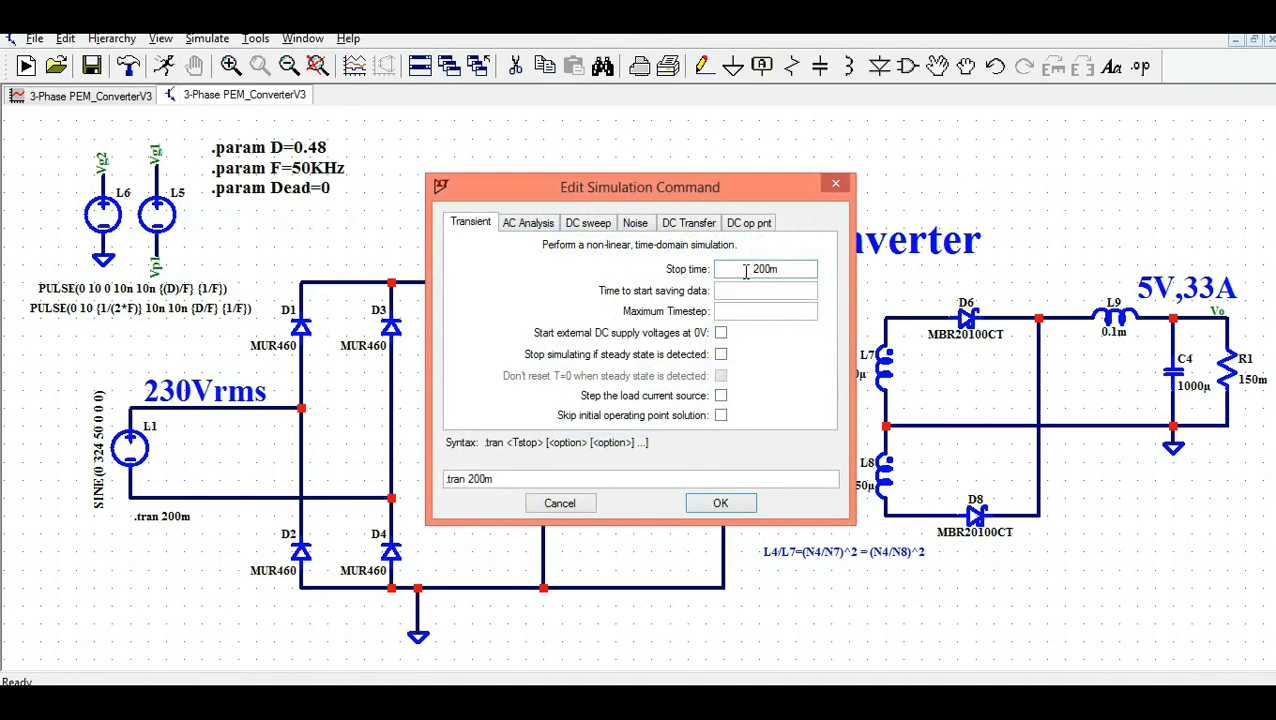 File Edit Hierarchy View Simulate Tools Window Help
3-Phase PEM_ConverterV3 3-Phase PEM_ConverterV3
.param D=0.48
.param F=50KHz
.param Dead=0
Vg2
Vg1
L6
L5
Vp1
PULSE(0 10 0 10n 10n {D)/F} {1/F})
PULSE(0 10 {1/(2*F)} 10n 10n {D/F} {1/F})
D1
MUR460
D3
MUR460
230Vrms
L1
SINE(0 324 50 0 0 0)
.tran 200m
D2
MUR460
D4
MUR460
Edit Simulation Command
Transient AC Analysis DC sweep Noise DC Transfer DC op pnt
Perform a non-linear, time-domain simulation.
Stop time: 200m
Time to start saving data:
Maximum Timestep:
Start external DC supply voltages at 0V:
Stop simulating if steady state is detected:
Don't reset T=0 when steady state is detected:
Step the load current source:
Skip initial operating point solution:
Syntax: .tran <Tstop> [<option> [<option>] ...]
.tran 200m
Cancel OK
nverter
5V,33A
D6
MBR20100CT
L9
0.1m
Vo
L7
0µ
C4
1000µ
R1
150m
L8
50µ
D8
MBR20100CT
L4/L7=(N4/N7)^2 = (N4/N8)^2
Ready